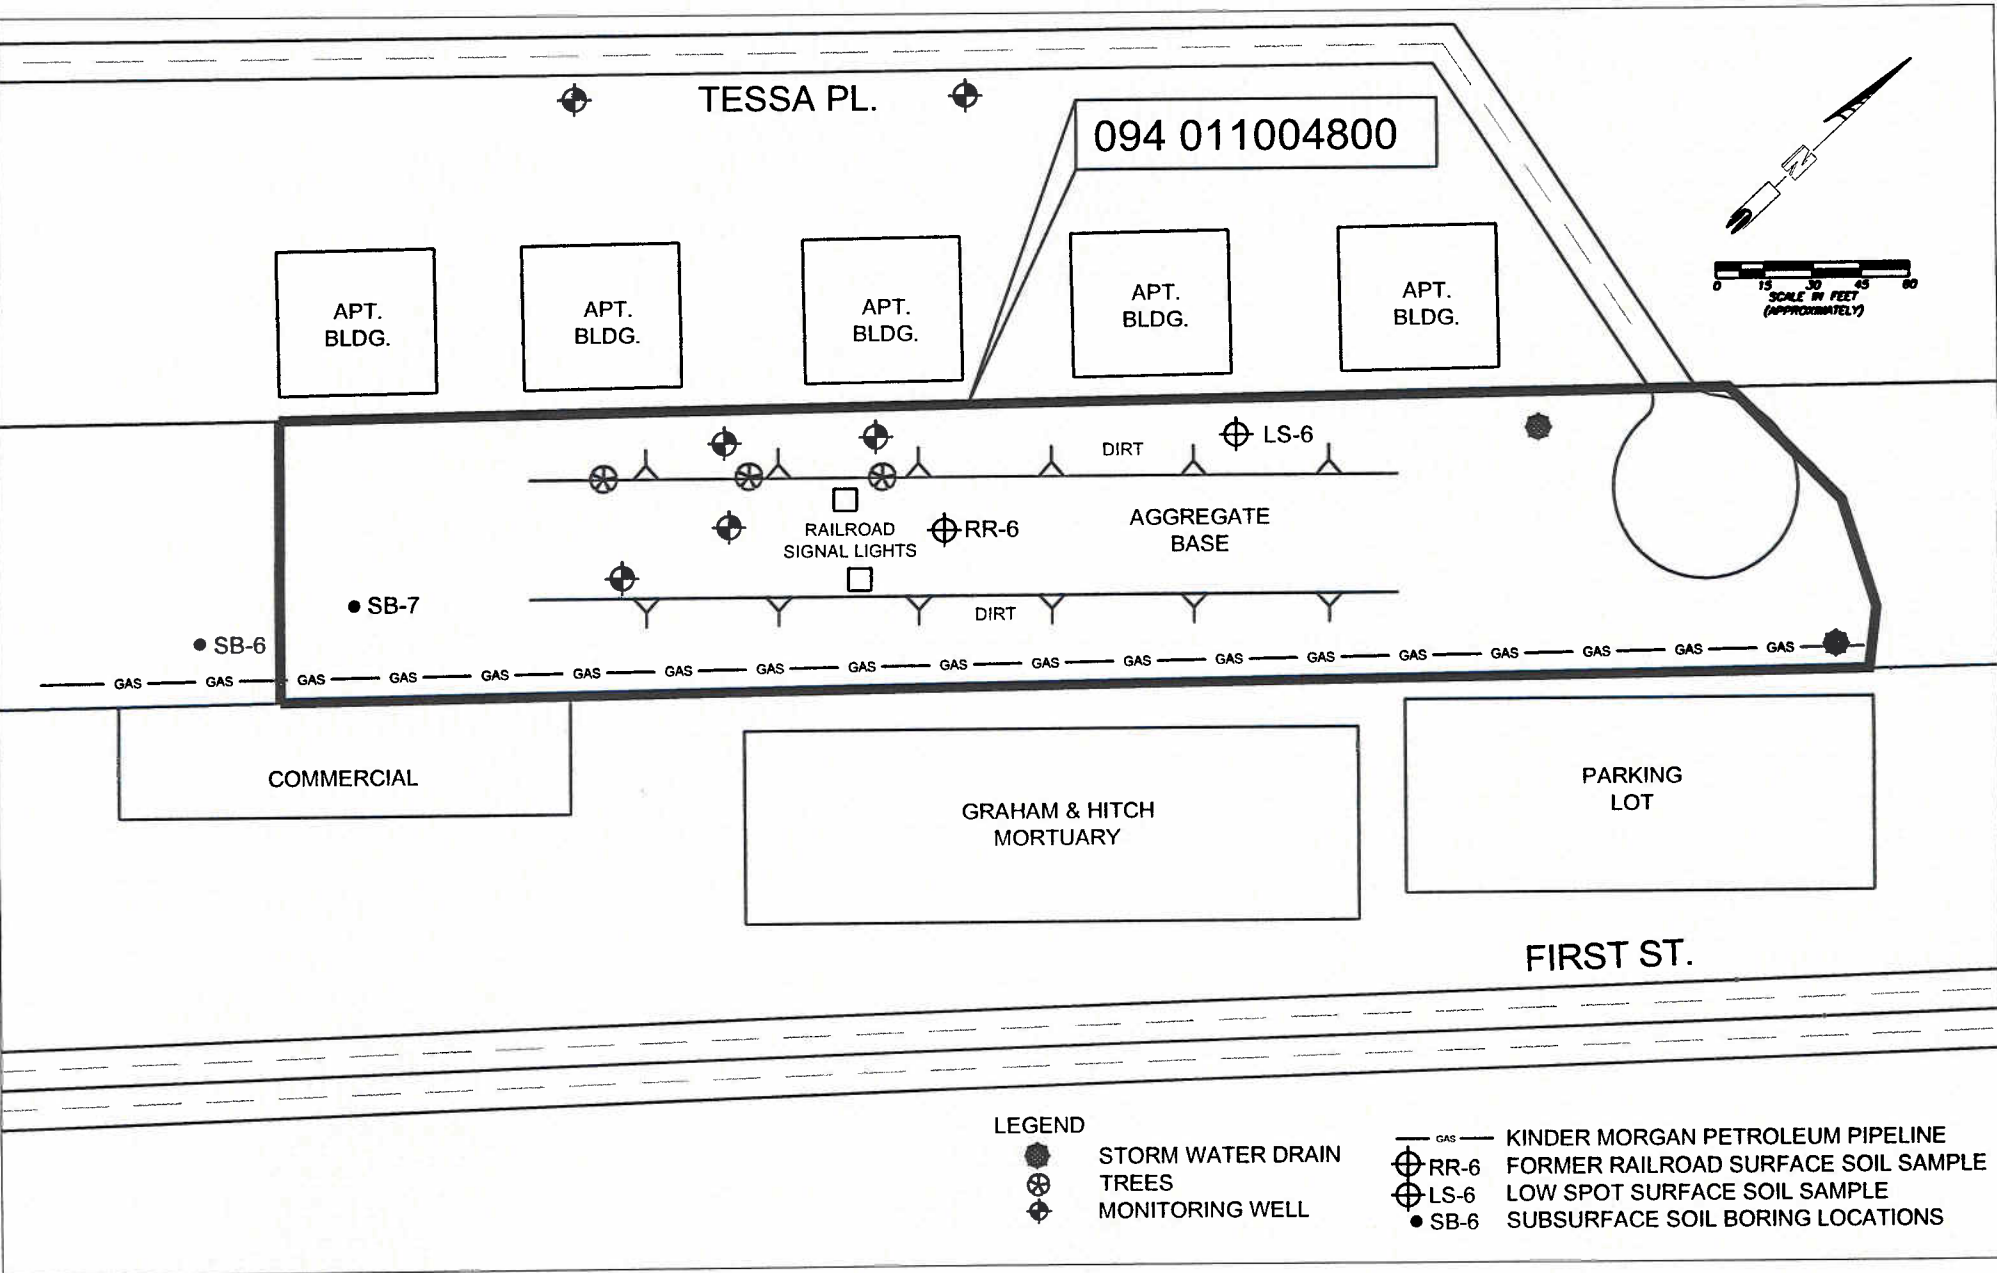 TESSA PL.
094 011004800
N
0 15 30 45 60
SCALE IN FEET
(APPROXIMATELY)
APT.
BLDG.
APT.
BLDG.
APT.
BLDG.
APT.
BLDG.
APT.
BLDG.
DIRT
LS-6
RAILROAD
SIGNAL LIGHTS
RR-6
AGGREGATE
BASE
SB-7
DIRT
SB-6
GAS GAS GAS GAS GAS GAS GAS GAS GAS GAS GAS GAS GAS GAS GAS GAS GAS GAS GAS
COMMERCIAL
GRAHAM & HITCH
MORTUARY
PARKING
LOT
FIRST ST.
LEGEND
STORM WATER DRAIN
TREES
MONITORING WELL
GAS KINDER MORGAN PETROLEUM PIPELINE
RR-6 FORMER RAILROAD SURFACE SOIL SAMPLE
LS-6 LOW SPOT SURFACE SOIL SAMPLE
SB-6 SUBSURFACE SOIL BORING LOCATIONS